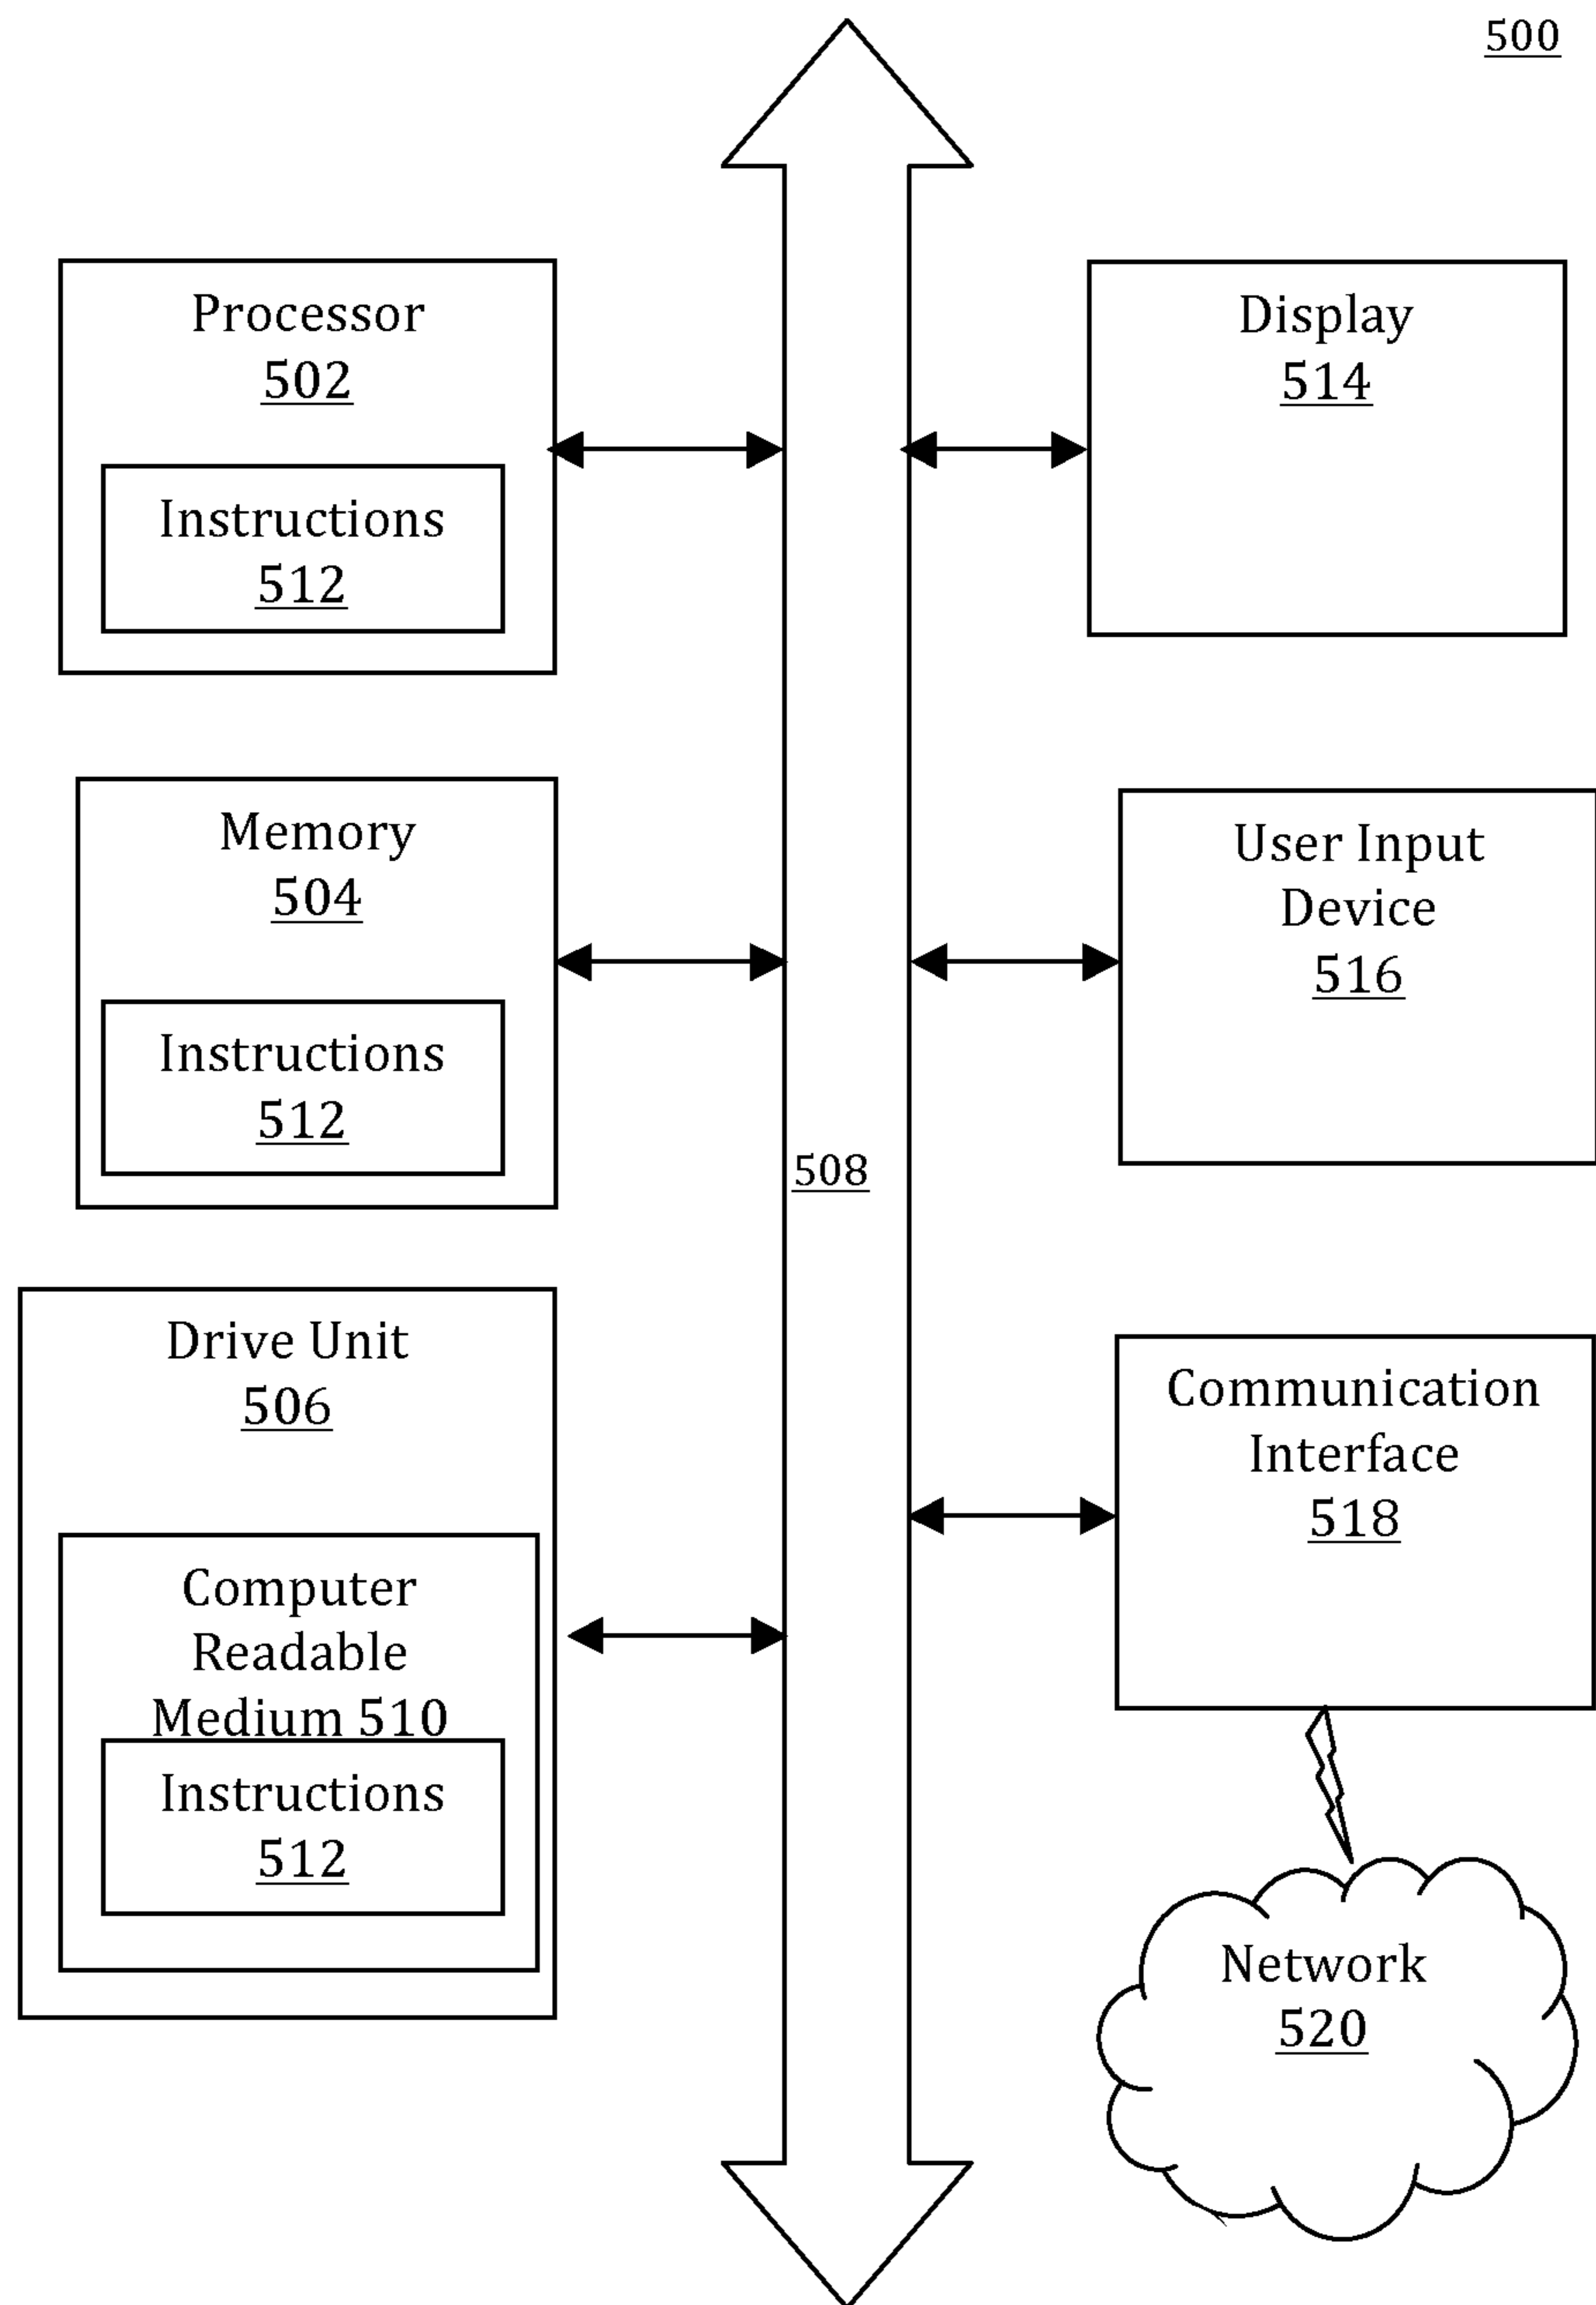 500
Processor
502
Instructions
512
Display
514
Memory
504
Instructions
512
User Input
Device
516
508
Drive Unit
506
Computer
Readable
Medium 510
Instructions
512
Communication
Interface
518
Network
520